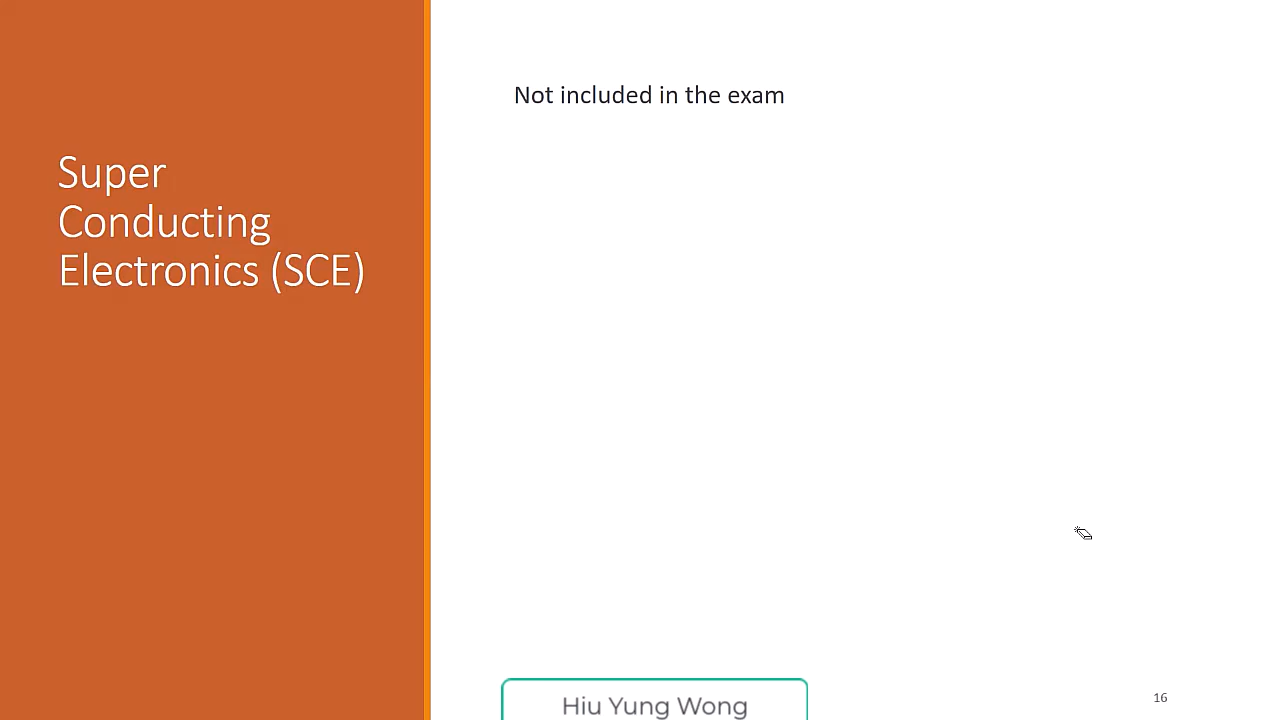 Super
Conducting
Electronics (SCE)
Not included in the exam
Hiu Yung Wong
16